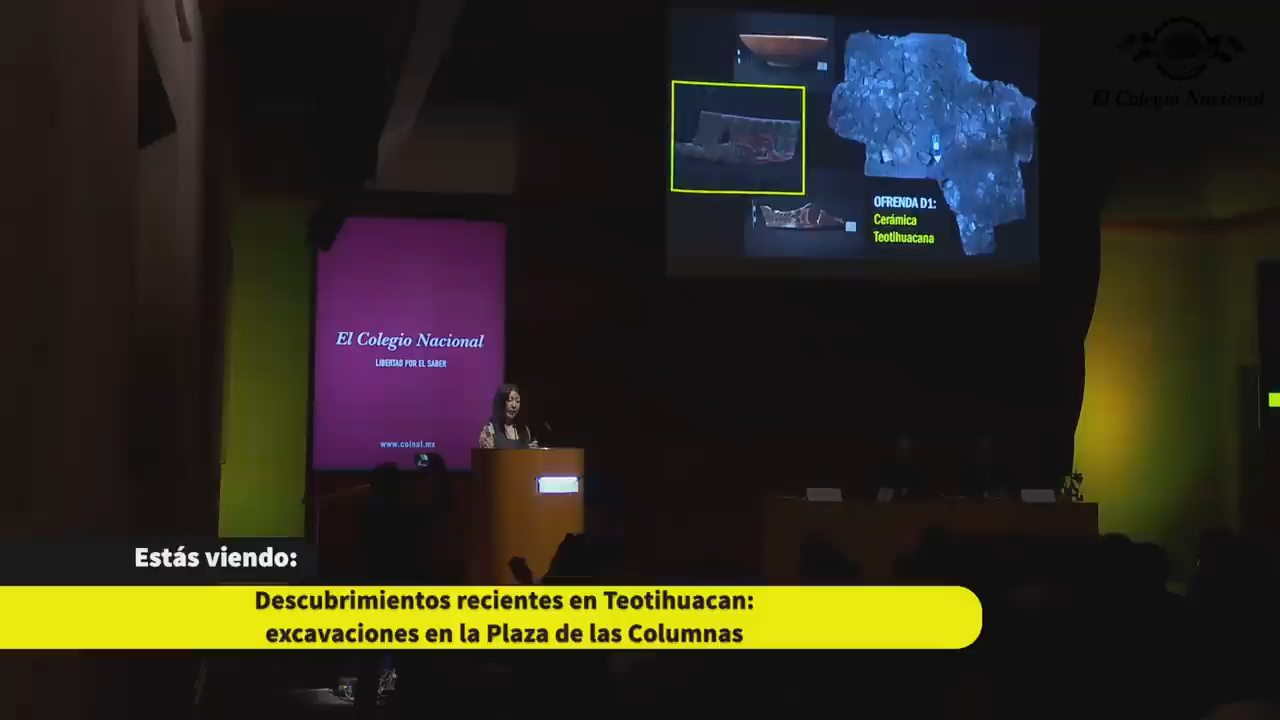 OFRENDA D1:
Cerámica
Teotihuacana
El Colegio Nacional
El Colegio Nacional
LIBERTAD POR EL SABER
www.colnal.mx
Estás viendo:
Descubrimientos recientes en Teotihuacan:
excavaciones en la Plaza de las Columnas